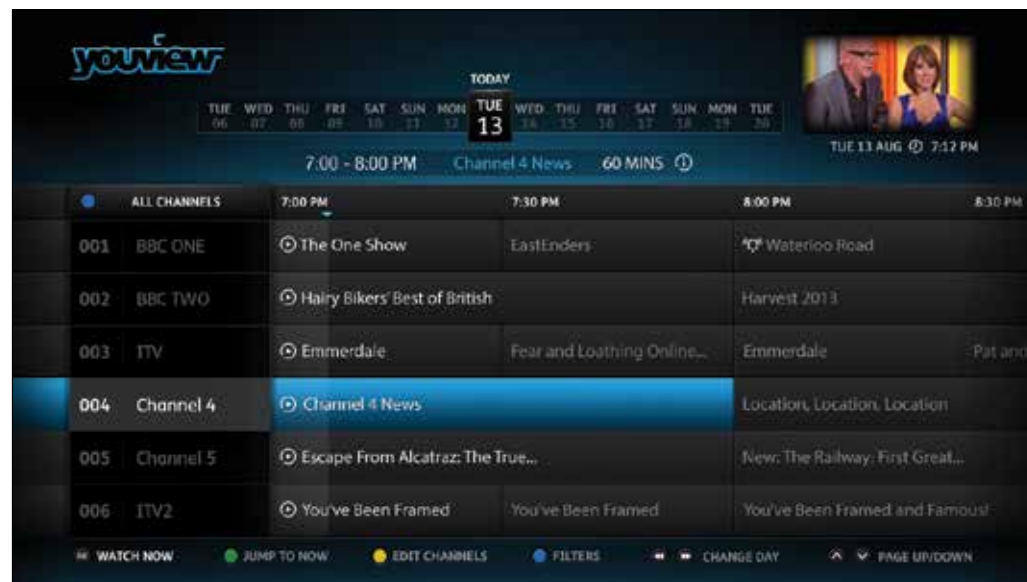 youview
TODAY
TUE WED THU FRI SAT SUN MON TUE WED THU FRI SAT SUN MON TUE
06 07 08 09 10 11 12 13 14 15 16 17 18 19 20
TUE 13 AUG 7:12 PM
7:00 - 8:00 PM Channel 4 News 60 MINS
ALL CHANNELS 7:00 PM 7:30 PM 8:00 PM 8:30 PM
001 BBC ONE The One Show EastEnders Waterloo Road
002 BBC TWO Hairy Bikers' Best of British Harvest 2013
003 ITV Emmerdale Fear and Loathing Online... Emmerdale Pat and
004 Channel 4 Channel 4 News Location, Location, Location
005 Channel 5 Escape From Alcatraz: The True... New: The Railway: First Great...
006 ITV2 You've Been Framed You've Been Framed You've Been Framed and Famous!
WATCH NOW JUMP TO NOW EDIT CHANNELS FILTERS CHANGE DAY PAGE UP/DOWN